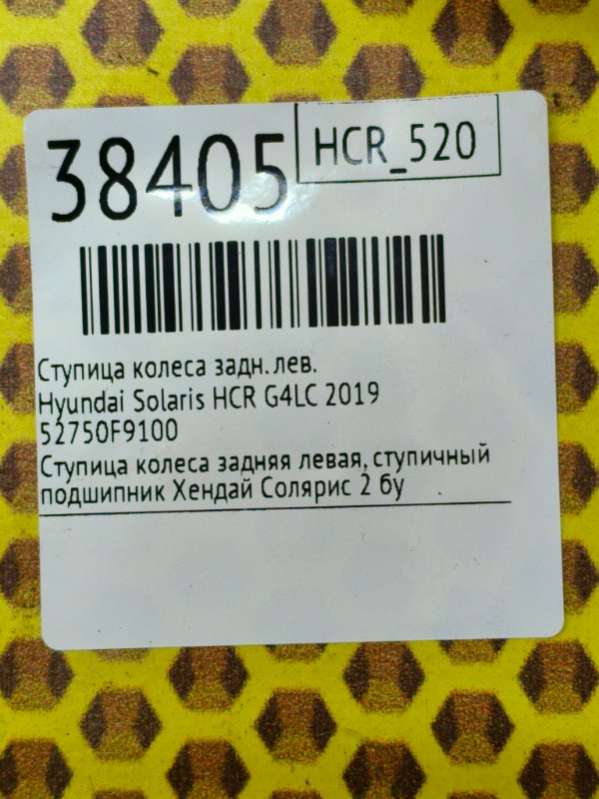 38405
HCR_520
Ступица колеса задн. лев.
Hyundai Solaris HCR G4LC 2019
52750F9100
Ступица колеса задняя левая, ступичный
подшипник Хендай Солярис 2 бу